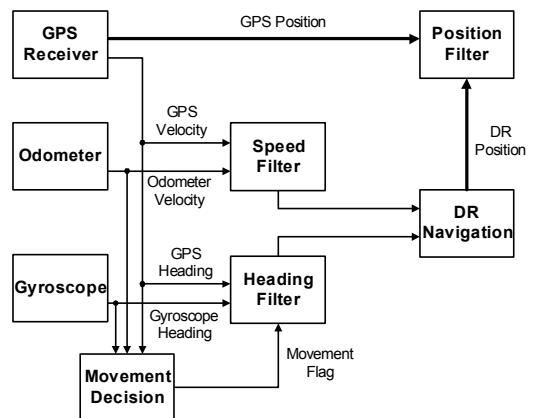 GPS
Receiver
GPS Position
Position
Filter
GPS
Velocity
Odometer
Odometer
Velocity
Speed
Filter
DR
Position
DR
Navigation
GPS
Heading
Gyroscope
Gyroscope
Heading
Heading
Filter
Movement
Flag
Movement
Decision